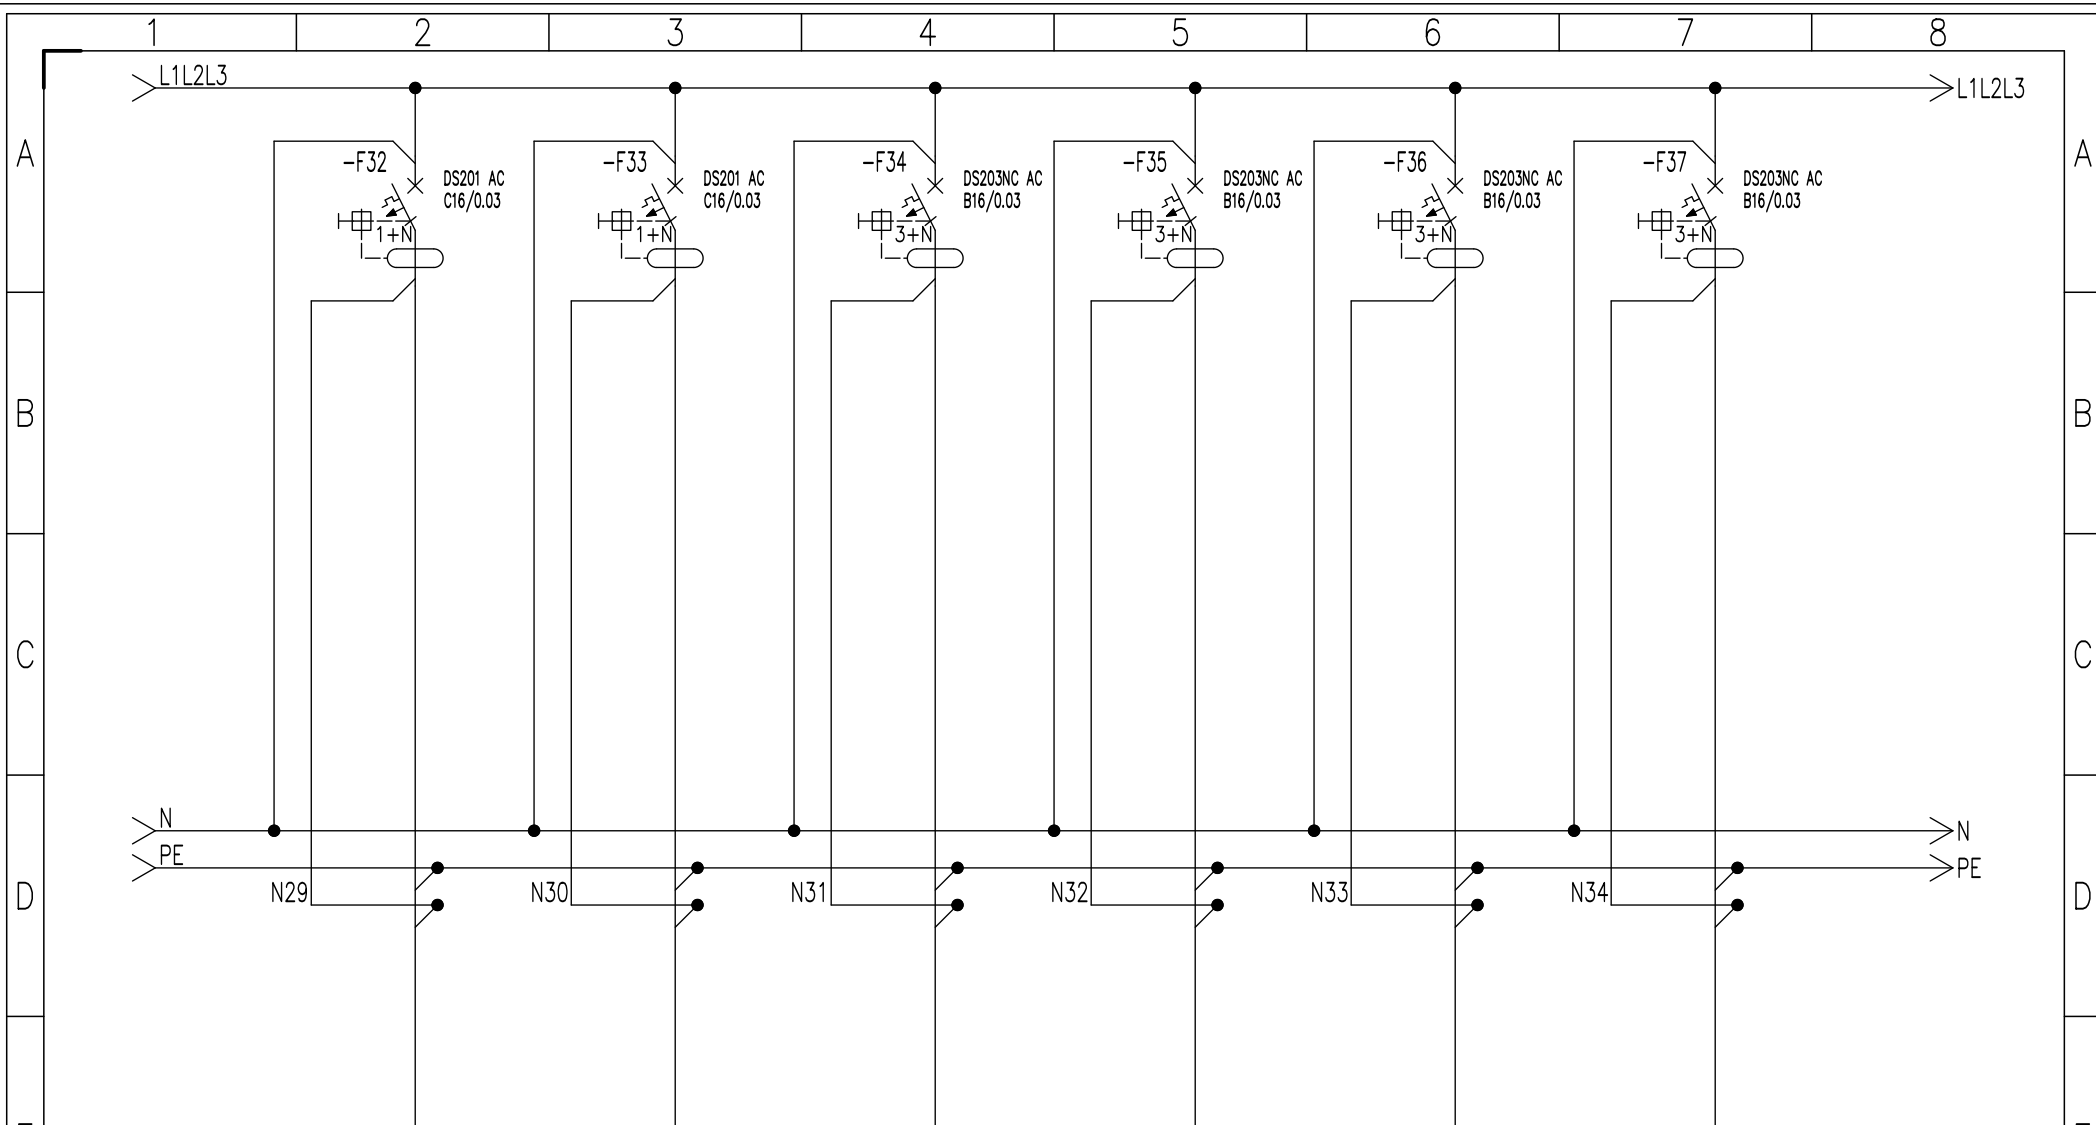 1 2 3 4 5 6 7 8
L1L2L3 L1L2L3
A A
-F32 -F33 -F34 -F35 -F36 -F37
DS201 AC
C16/0.03
DS201 AC
C16/0.03
DS203NC AC
B16/0.03
DS203NC AC
B16/0.03
DS203NC AC
B16/0.03
DS203NC AC
B16/0.03
1+N 1+N 3+N 3+N 3+N 3+N
B B
C C
N N
PE PE
D D
N29 N30 N31 N32 N33 N34